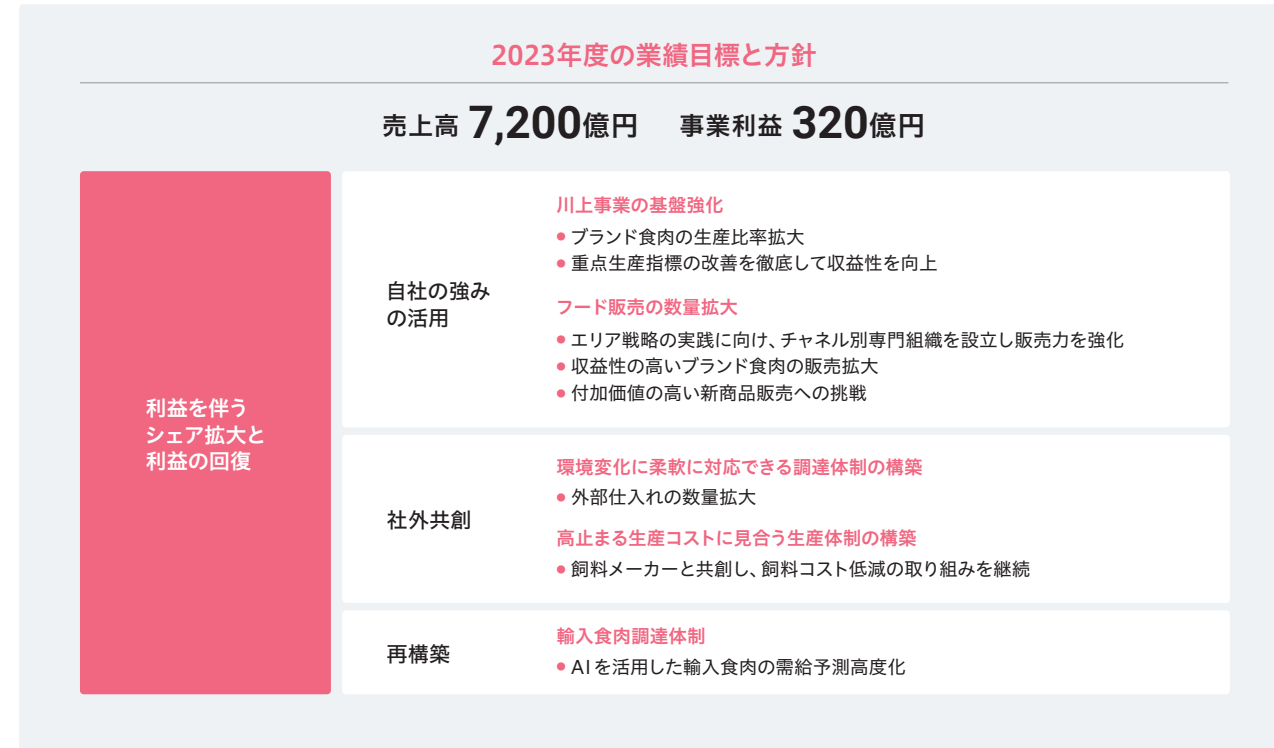 2023年度の業績目標と方針
売上高 7,200億円 事業利益 320億円
利益を伴う
シェア拡大と
利益の回復
自社の強み
の活用
川上事業の基盤強化
● ブランド食肉の生産比率拡大
● 重点生産指標の改善を徹底して収益性を向上
フード販売の数量拡大
● エリア戦略の実践に向け、チャネル別専門組織を設立し販売力を強化
● 収益性の高いブランド食肉の販売拡大
● 付加価値の高い新商品販売への挑戦
社外共創
環境変化に柔軟に対応できる調達体制の構築
● 外部仕入れの数量拡大
高止まる生産コストに見合う生産体制の構築
● 飼料メーカーと共創し、飼料コスト低減の取り組みを継続
再構築
輸入食肉調達体制
● AIを活用した輸入食肉の需給予測高度化